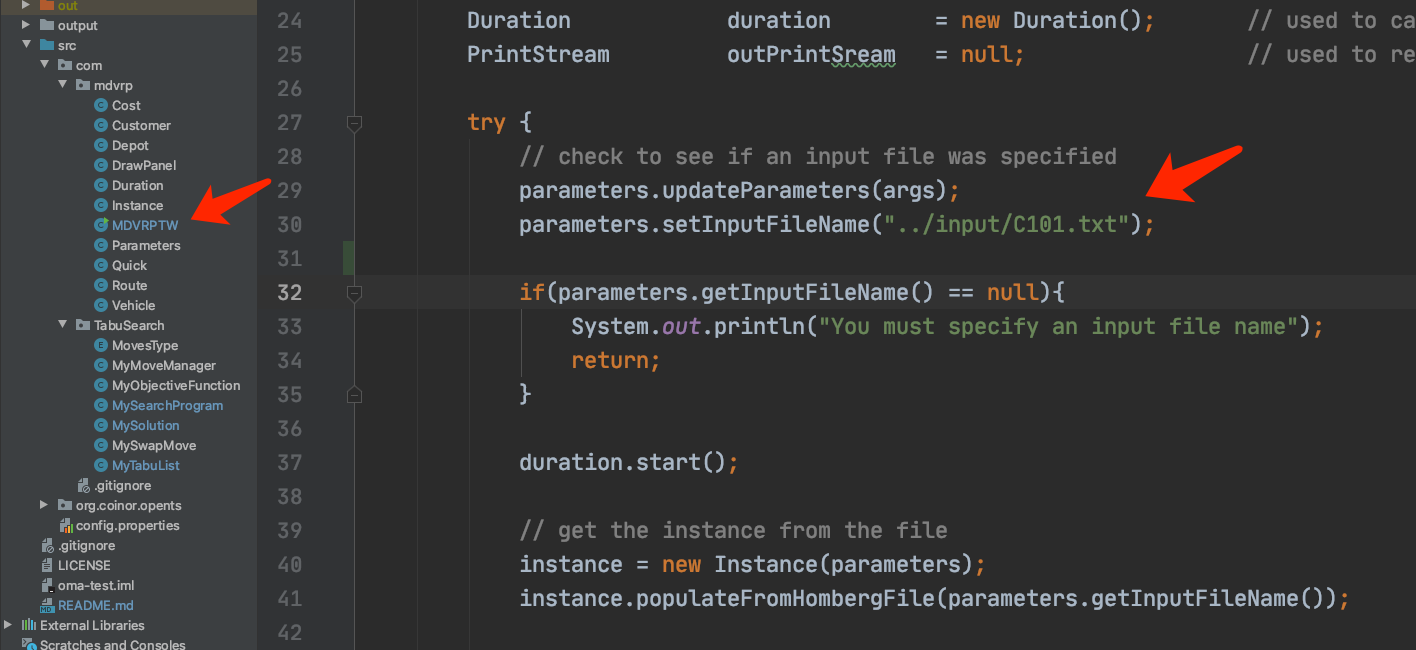 out
output
src
com
mdvrp
Cost
Customer
Depot
DrawPanel
Duration
Instance
MDVRPTW
Parameters
Quick
Route
Vehicle
TabuSearch
MovesType
MyMoveManager
MyObjectiveFunction
MySearchProgram
MySolution
MySwapMove
MyTabuList
.gitignore
org.coinor.opents
config.properties
.gitignore
LICENSE
oma-test.iml
README.md
External Libraries
Scratches and Consoles
24 Duration duration = new Duration(); // used to ca
25 PrintStream outPrintSream = null; // used to re
26
27 try {
28 // check to see if an input file was specified
29 parameters.updateParameters(args);
30 parameters.setInputFileName("../input/C101.txt");
31
32 if(parameters.getInputFileName() == null){
33 System.out.println("You must specify an input file name");
34 return;
35 }
36
37 duration.start();
38
39 // get the instance from the file
40 instance = new Instance(parameters);
41 instance.populateFromHombergFile(parameters.getInputFileName());
42